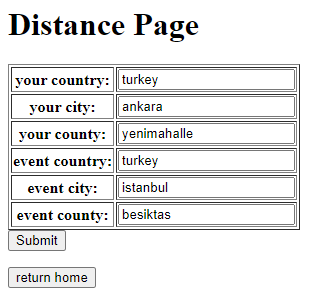 Distance Page
your country: turkey
your city: ankara
your county: yenimahalle
event country: turkey
event city: istanbul
event county: besiktas
Submit
return home